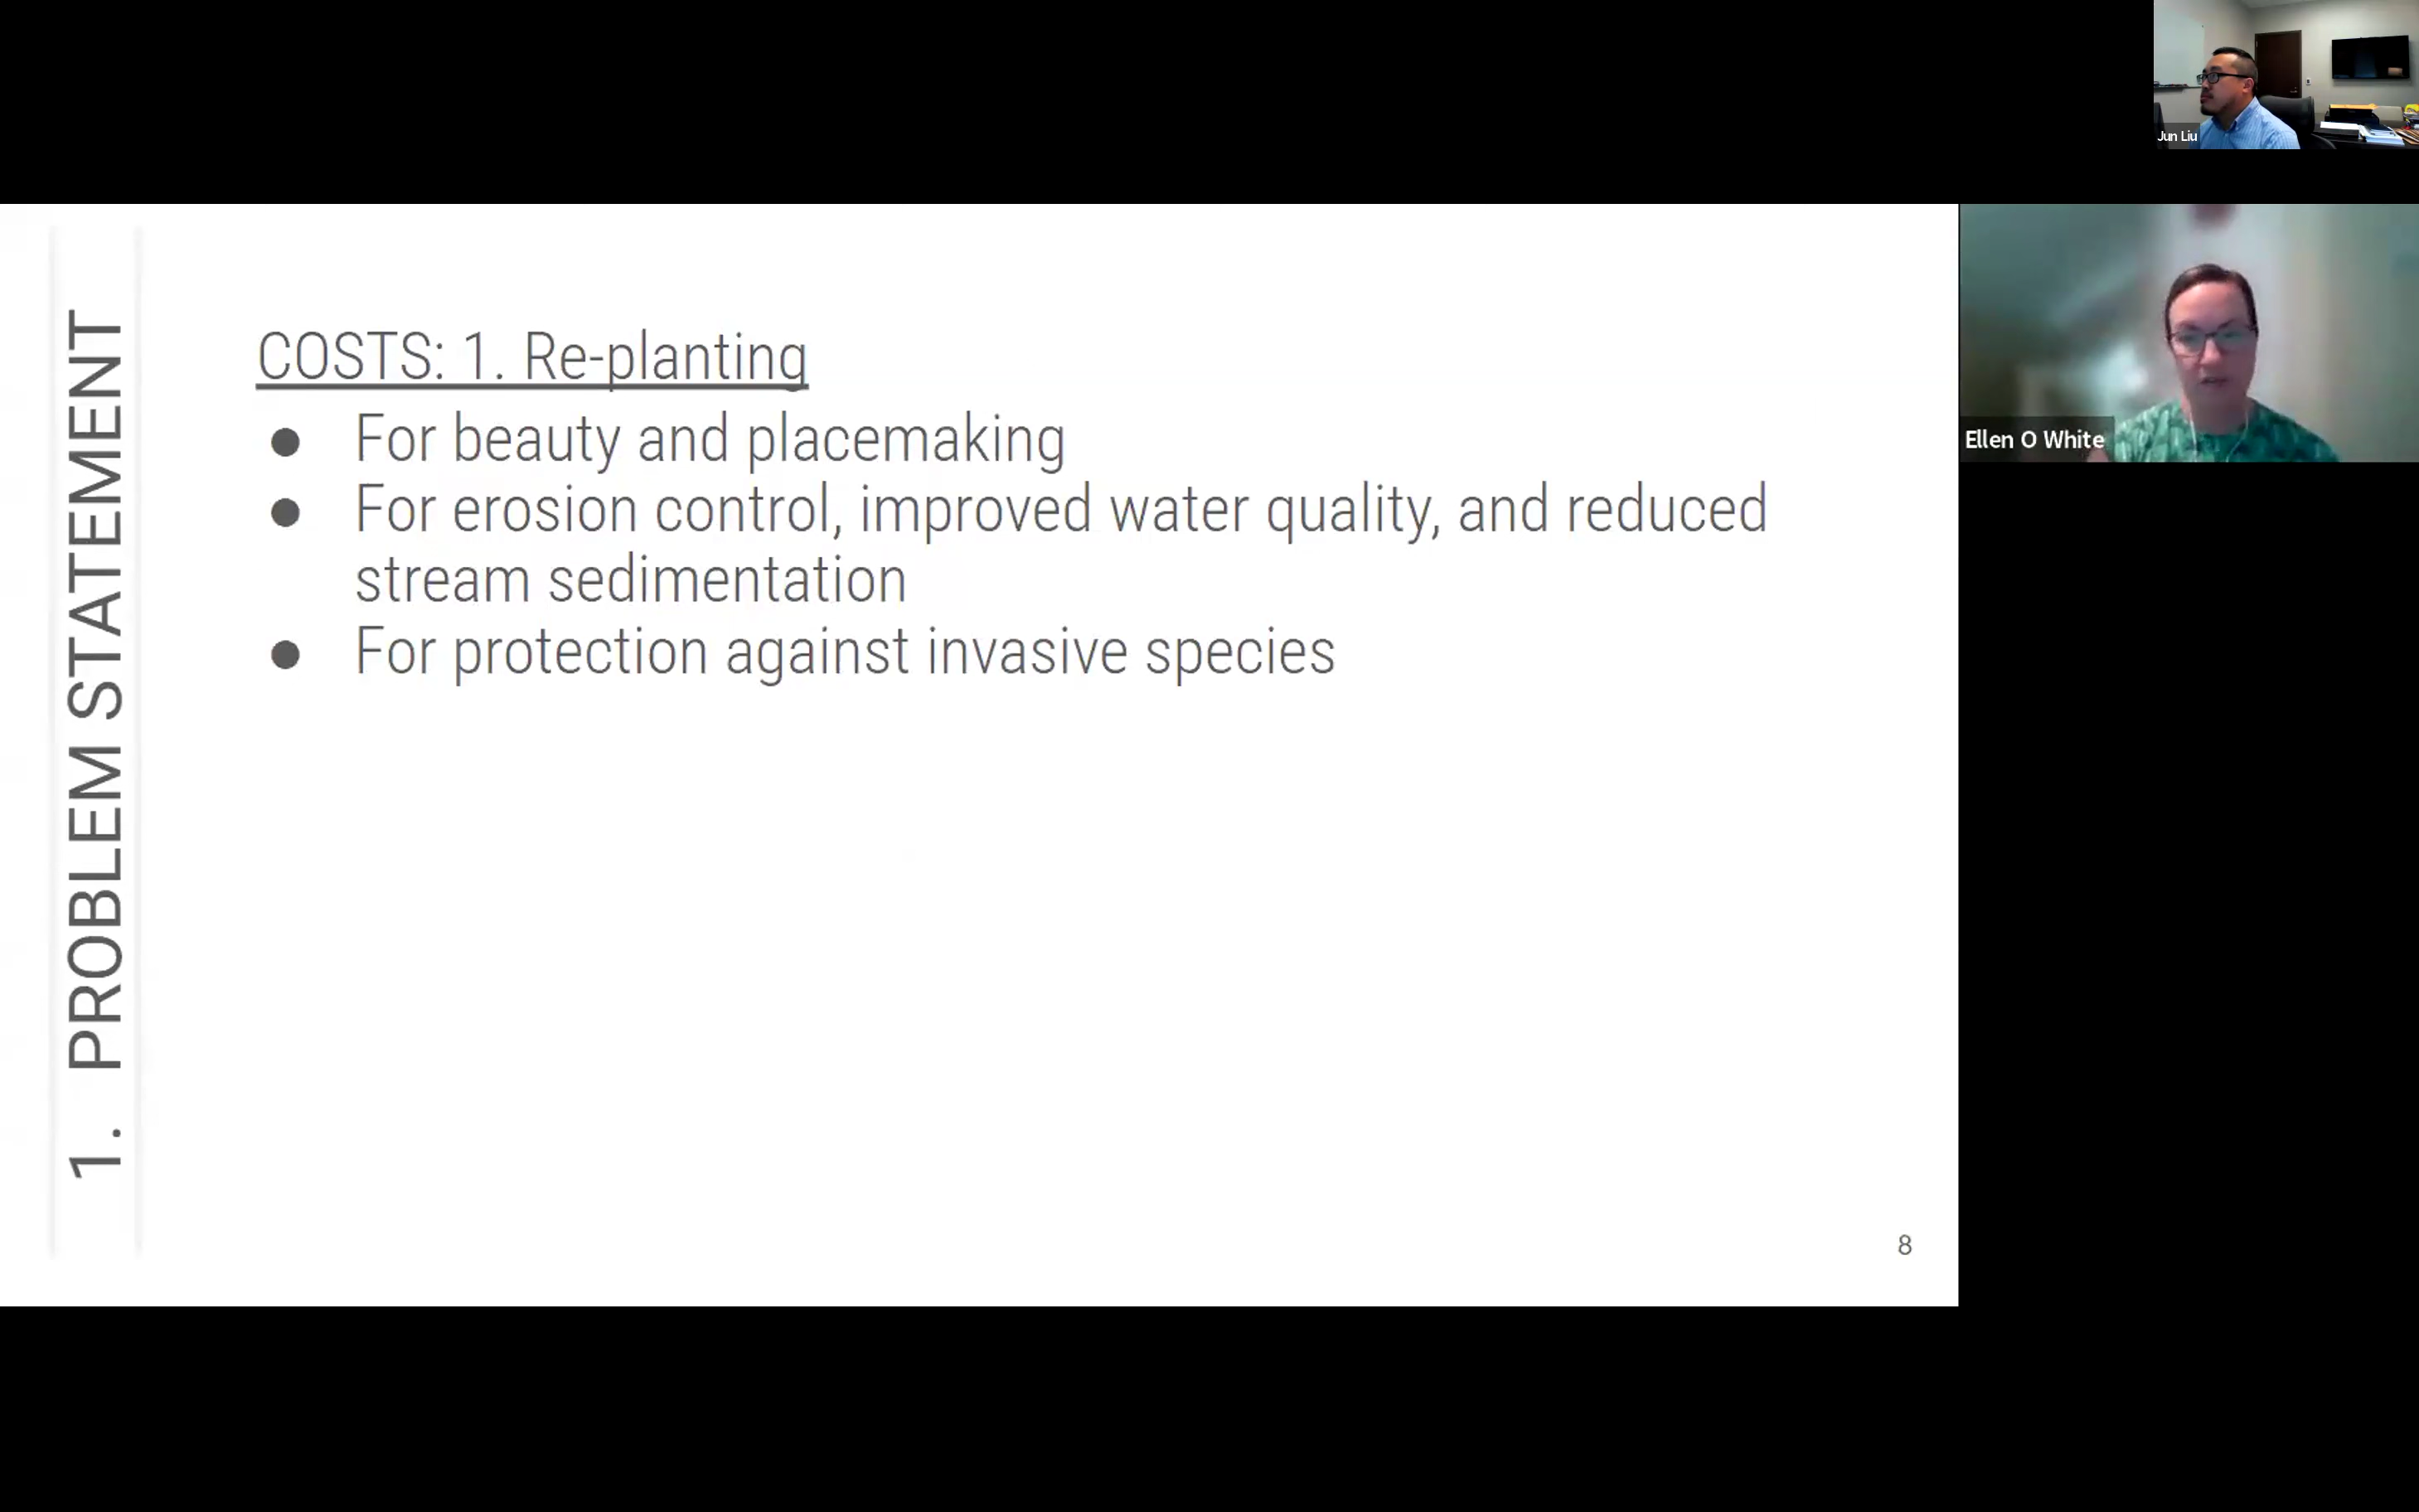 Jun Liu
1. PROBLEM STATEMENT
COSTS: 1. Re-planting
● For beauty and placemaking
● For erosion control, improved water quality, and reduced
stream sedimentation
● For protection against invasive species
Ellen O White
8